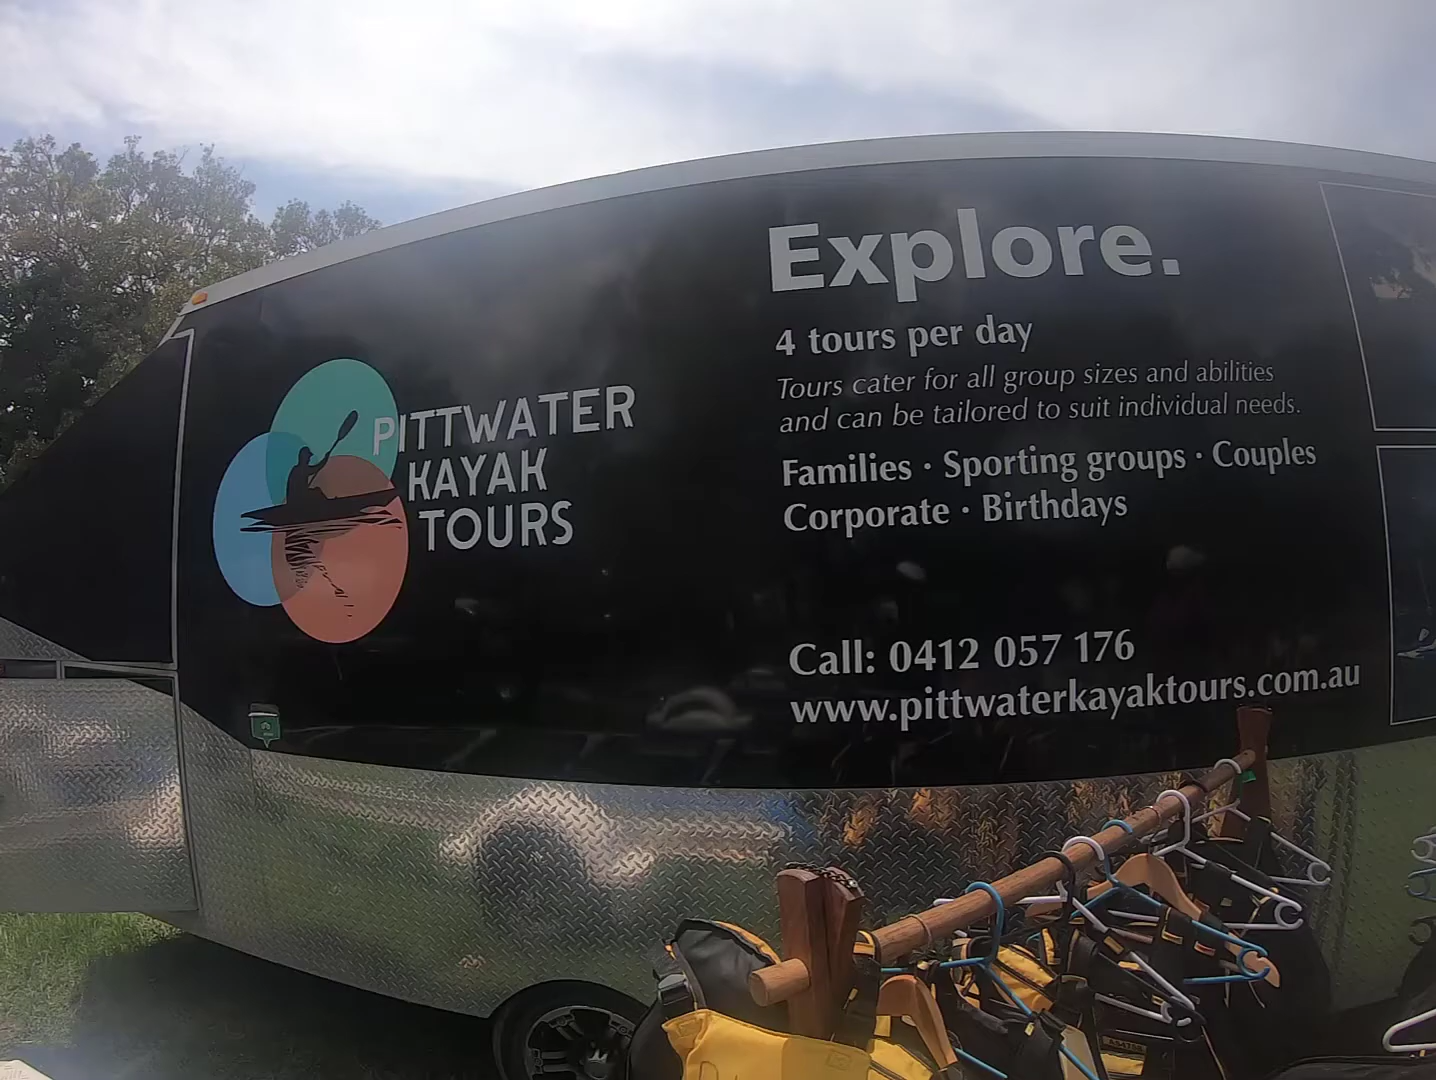 PITTWATER
KAYAK
TOURS
Explore.
4 tours per day
Tours cater for all group sizes and abilities
and can be tailored to suit individual needs.
Families · Sporting groups · Couples
Corporate · Birthdays
Call: 0412 057 176
www.pittwaterkayaktours.com.au